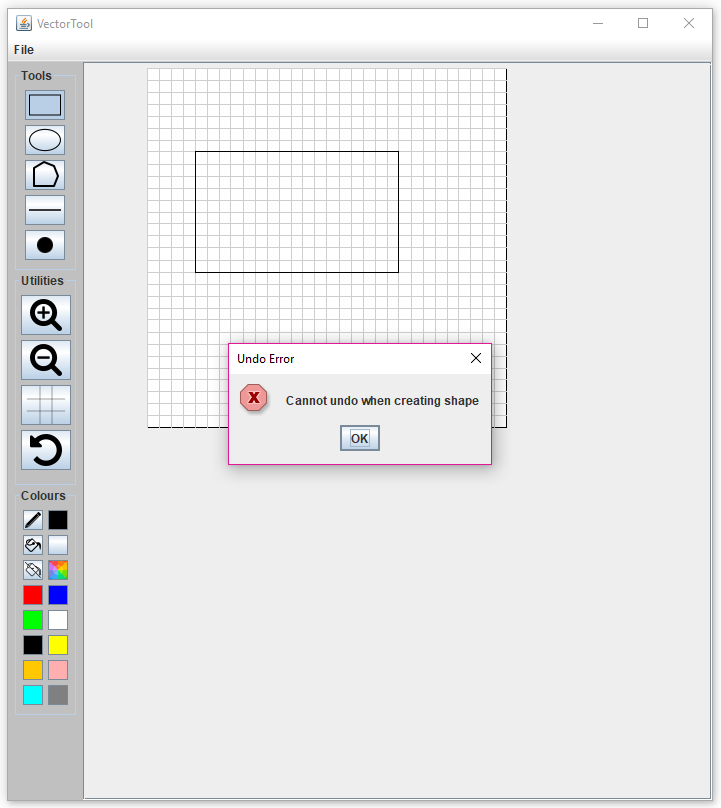 VectorTool
File
Tools
Utilities
Undo Error
Cannot undo when creating shape
OK
Colours